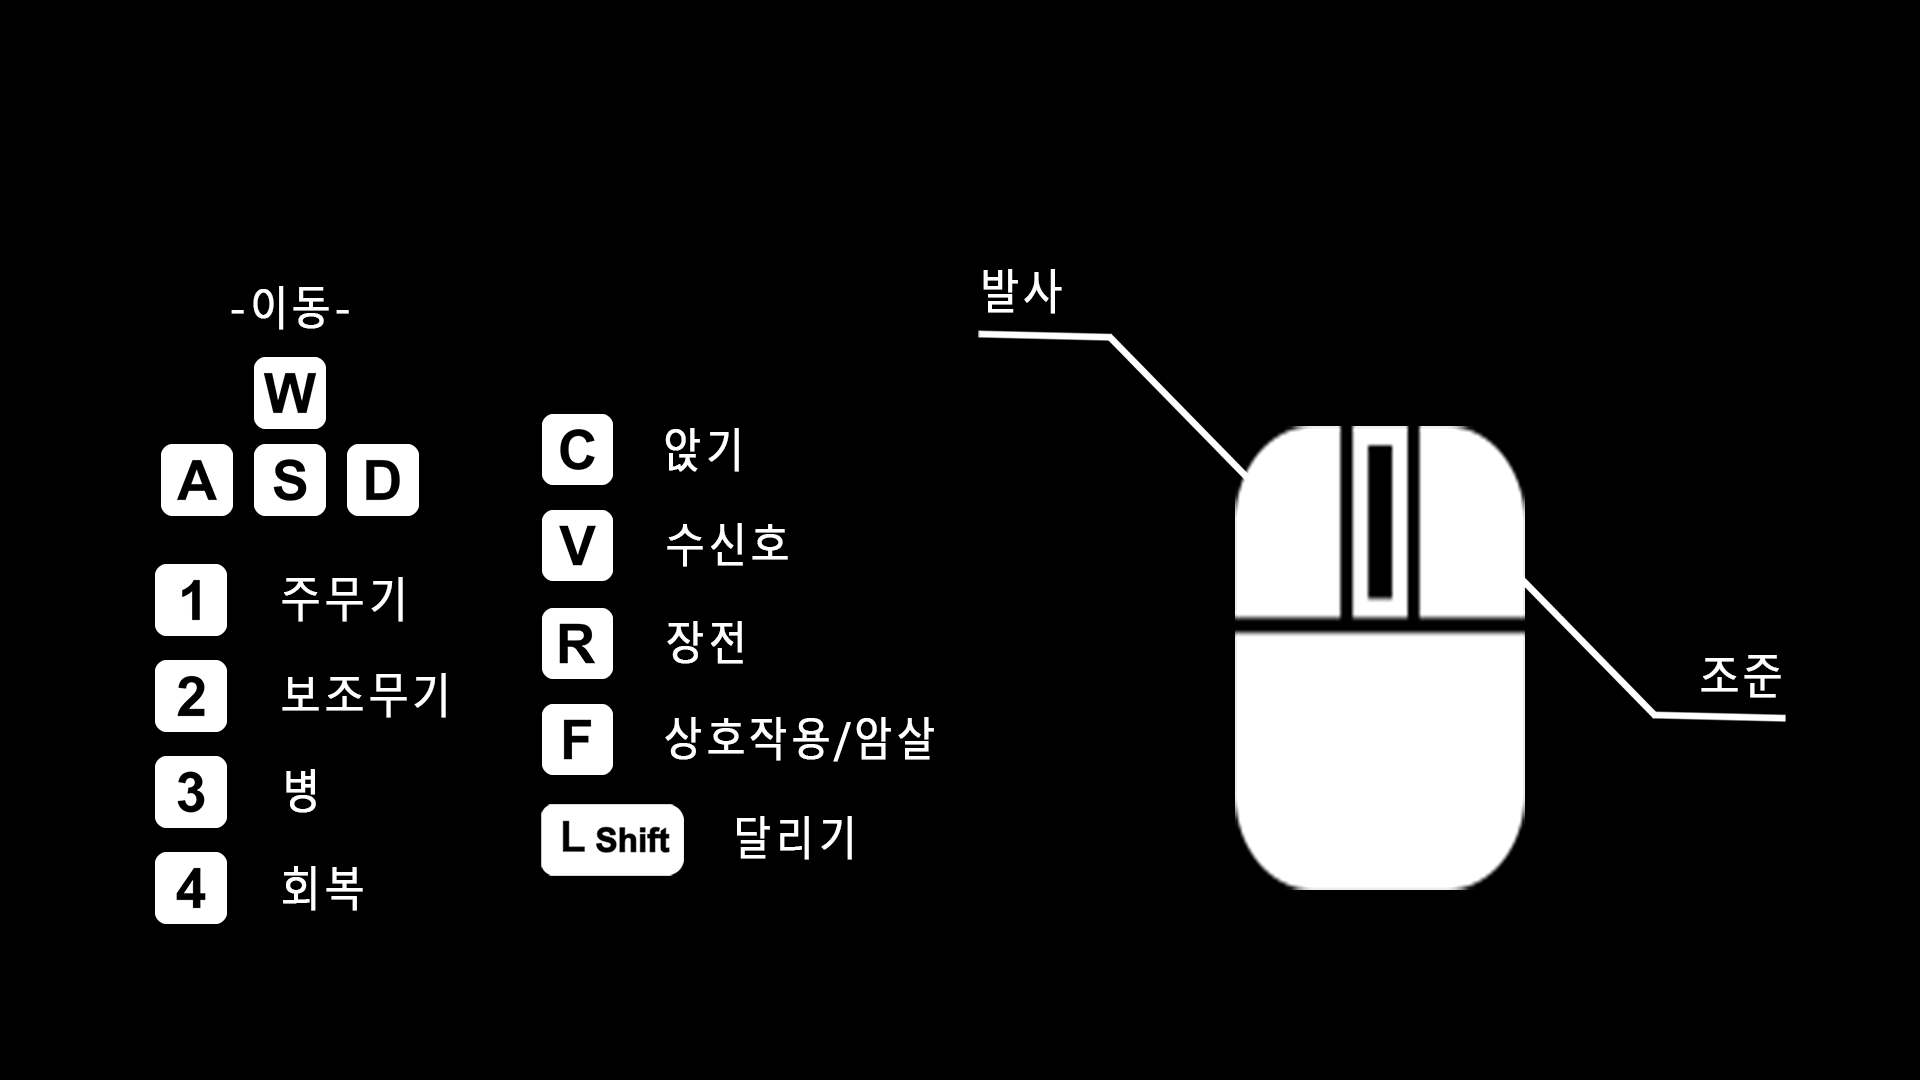 -이동-
W
A S D
1 주무기
2 보조무기
3 병
4 회복
C 앉기
V 수신호
R 장전
F 상호작용/암살
L Shift 달리기
발사
조준